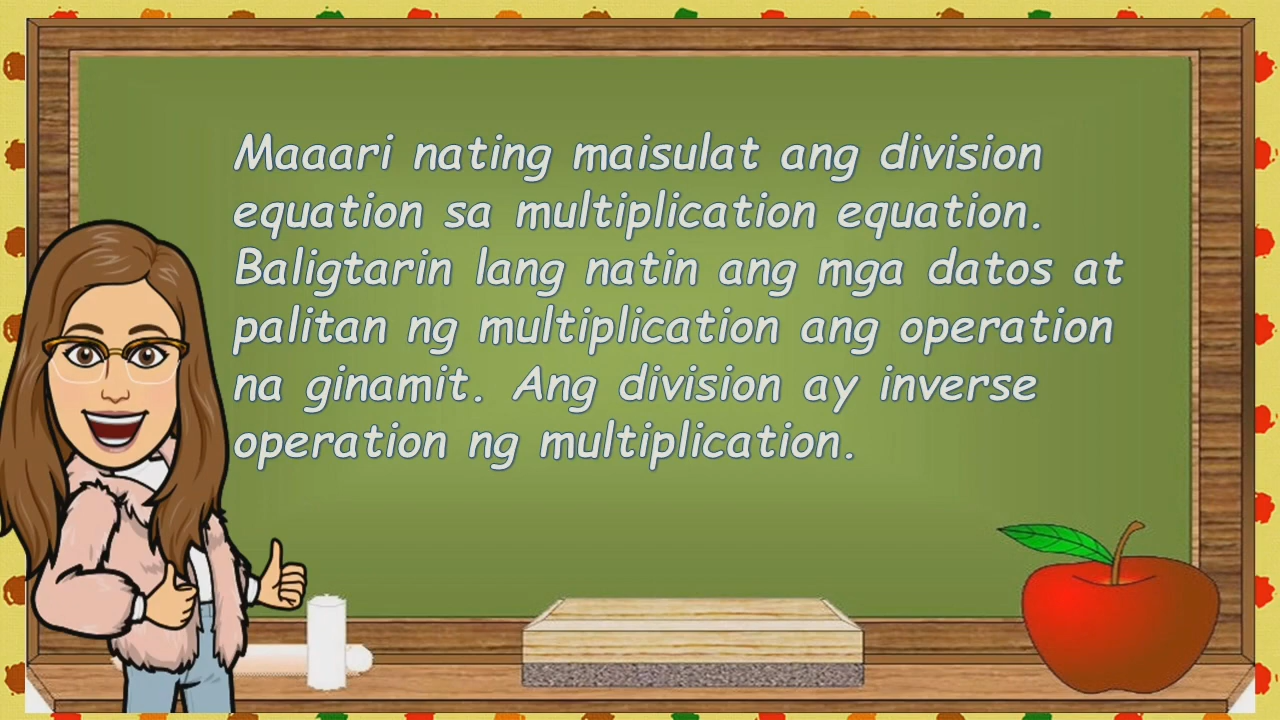 Maaari nating maisulat ang division
equation sa multiplication equation.
Baligtarin lang natin ang mga datos at
palitan ng multiplication ang operation
na ginamit. Ang division ay inverse
operation ng multiplication.